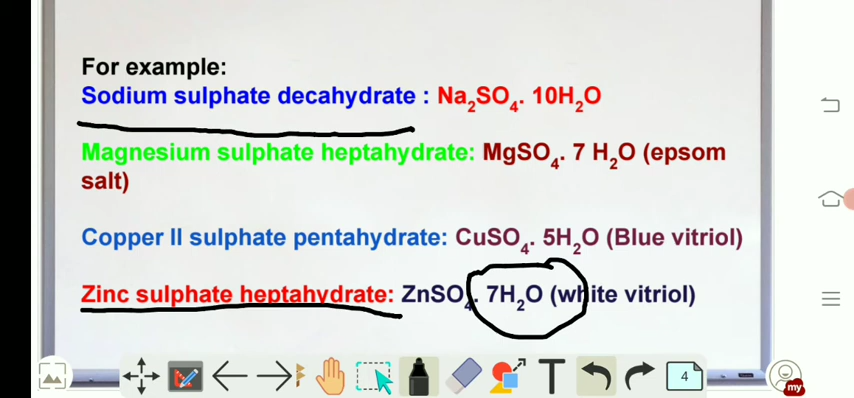 For example:
Sodium sulphate decahydrate : Na₂SO₄. 10H₂O
Magnesium sulphate heptahydrate: MgSO₄. 7 H₂O (epsom
salt)
Copper II sulphate pentahydrate: CuSO₄. 5H₂O (Blue vitriol)
Zinc sulphate heptahydrate: ZnSO₄. 7H₂O (white vitriol)
T
4
my